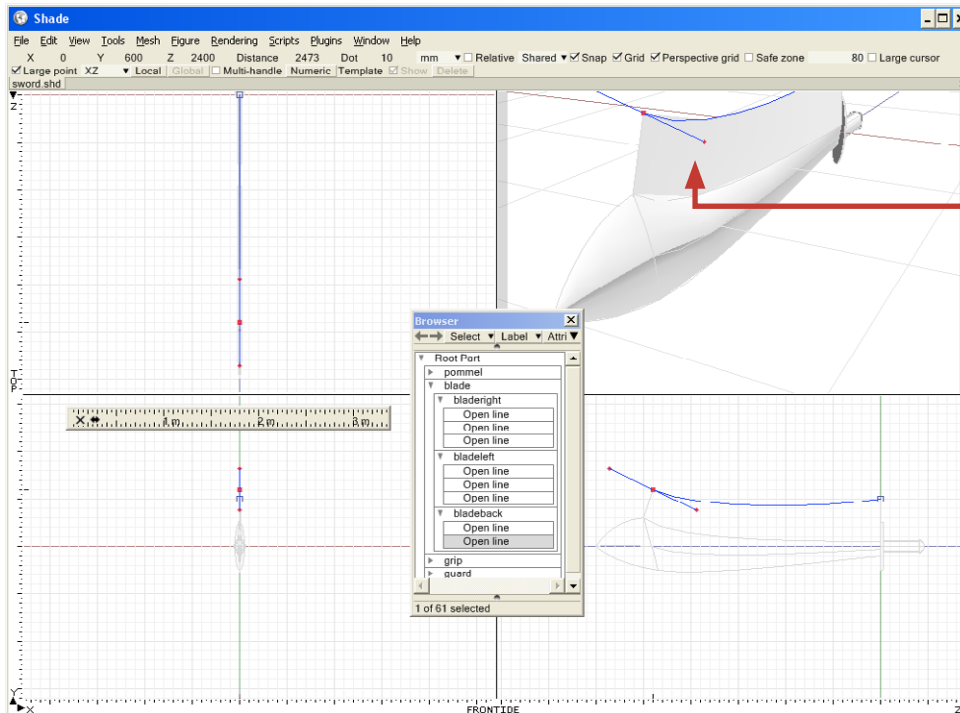 Shade
File Edit View Tools Mesh Figure Rendering Scripts Plugins Window Help
X 0 Y 600 Z 2400 Distance 2473 Dot 10 mm Relative Shared Snap Grid Perspective grid Safe zone 80 Large cursor
Large point XZ Local Global Multi-handle Numeric Template Show Delete
sword.shd
Z
TOP
X 1m 2m 3m
Browser
Select Label Attri
Root Part
pommel
blade
bladeright
Open line
Open line
Open line
bladeleft
Open line
Open line
Open line
bladeback
Open line
Open line
grip
guard
1 of 61 selected
Y
X FRONTIDE Z